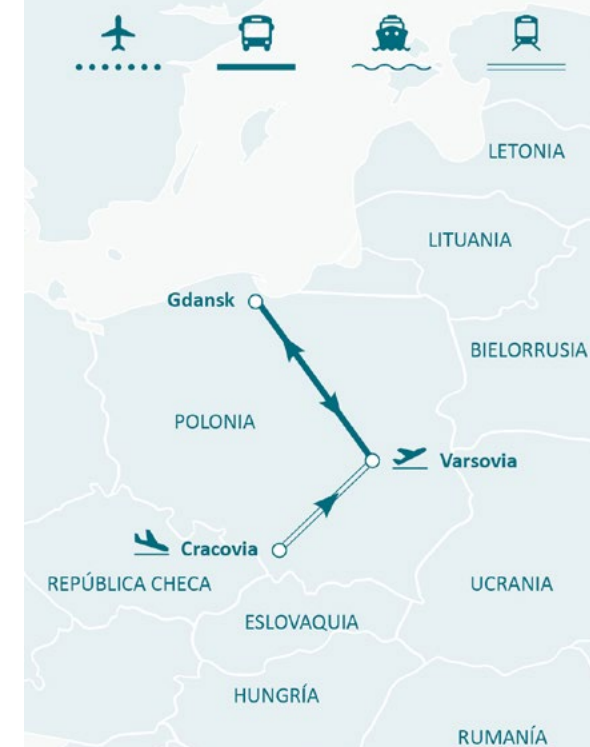 LETONIA
LITUANIA
Gdansk
BIELORRUSIA
POLONIA
Varsovia
Cracovia
REPÚBLICA CHECA
UCRANIA
ESLOVAQUIA
HUNGRÍA
RUMANÍA